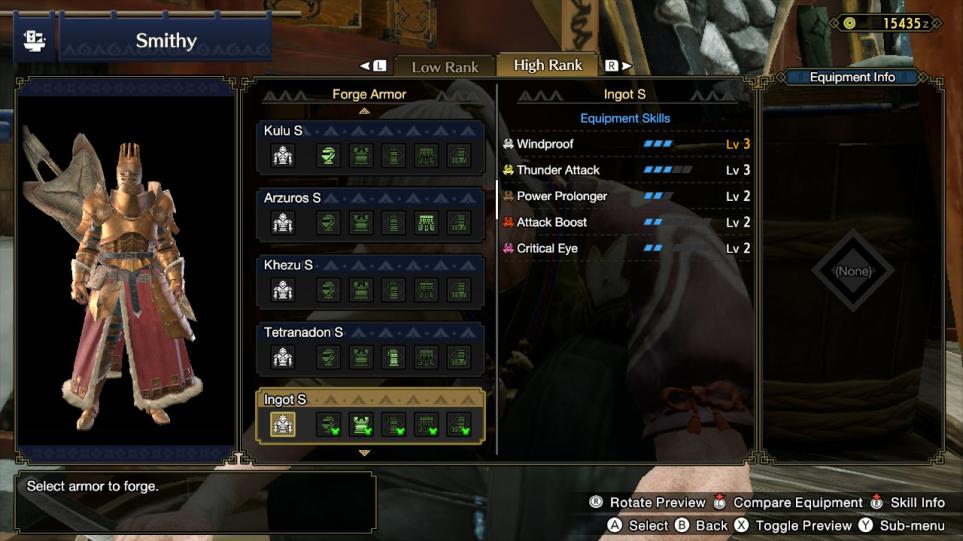 Smithy
15435z
L Low Rank High Rank R
Equipment Info
Forge Armor
Ingot S
Kulu S
Arzuros S
Khezu S
Tetranadon S
Ingot S
Equipment Skills
Windproof Lv 3
Thunder Attack Lv 3
Power Prolonger Lv 2
Attack Boost Lv 2
Critical Eye Lv 2
(None)
Select armor to forge.
R Rotate Preview Compare Equipment Skill Info
A Select B Back X Toggle Preview Y Sub-menu